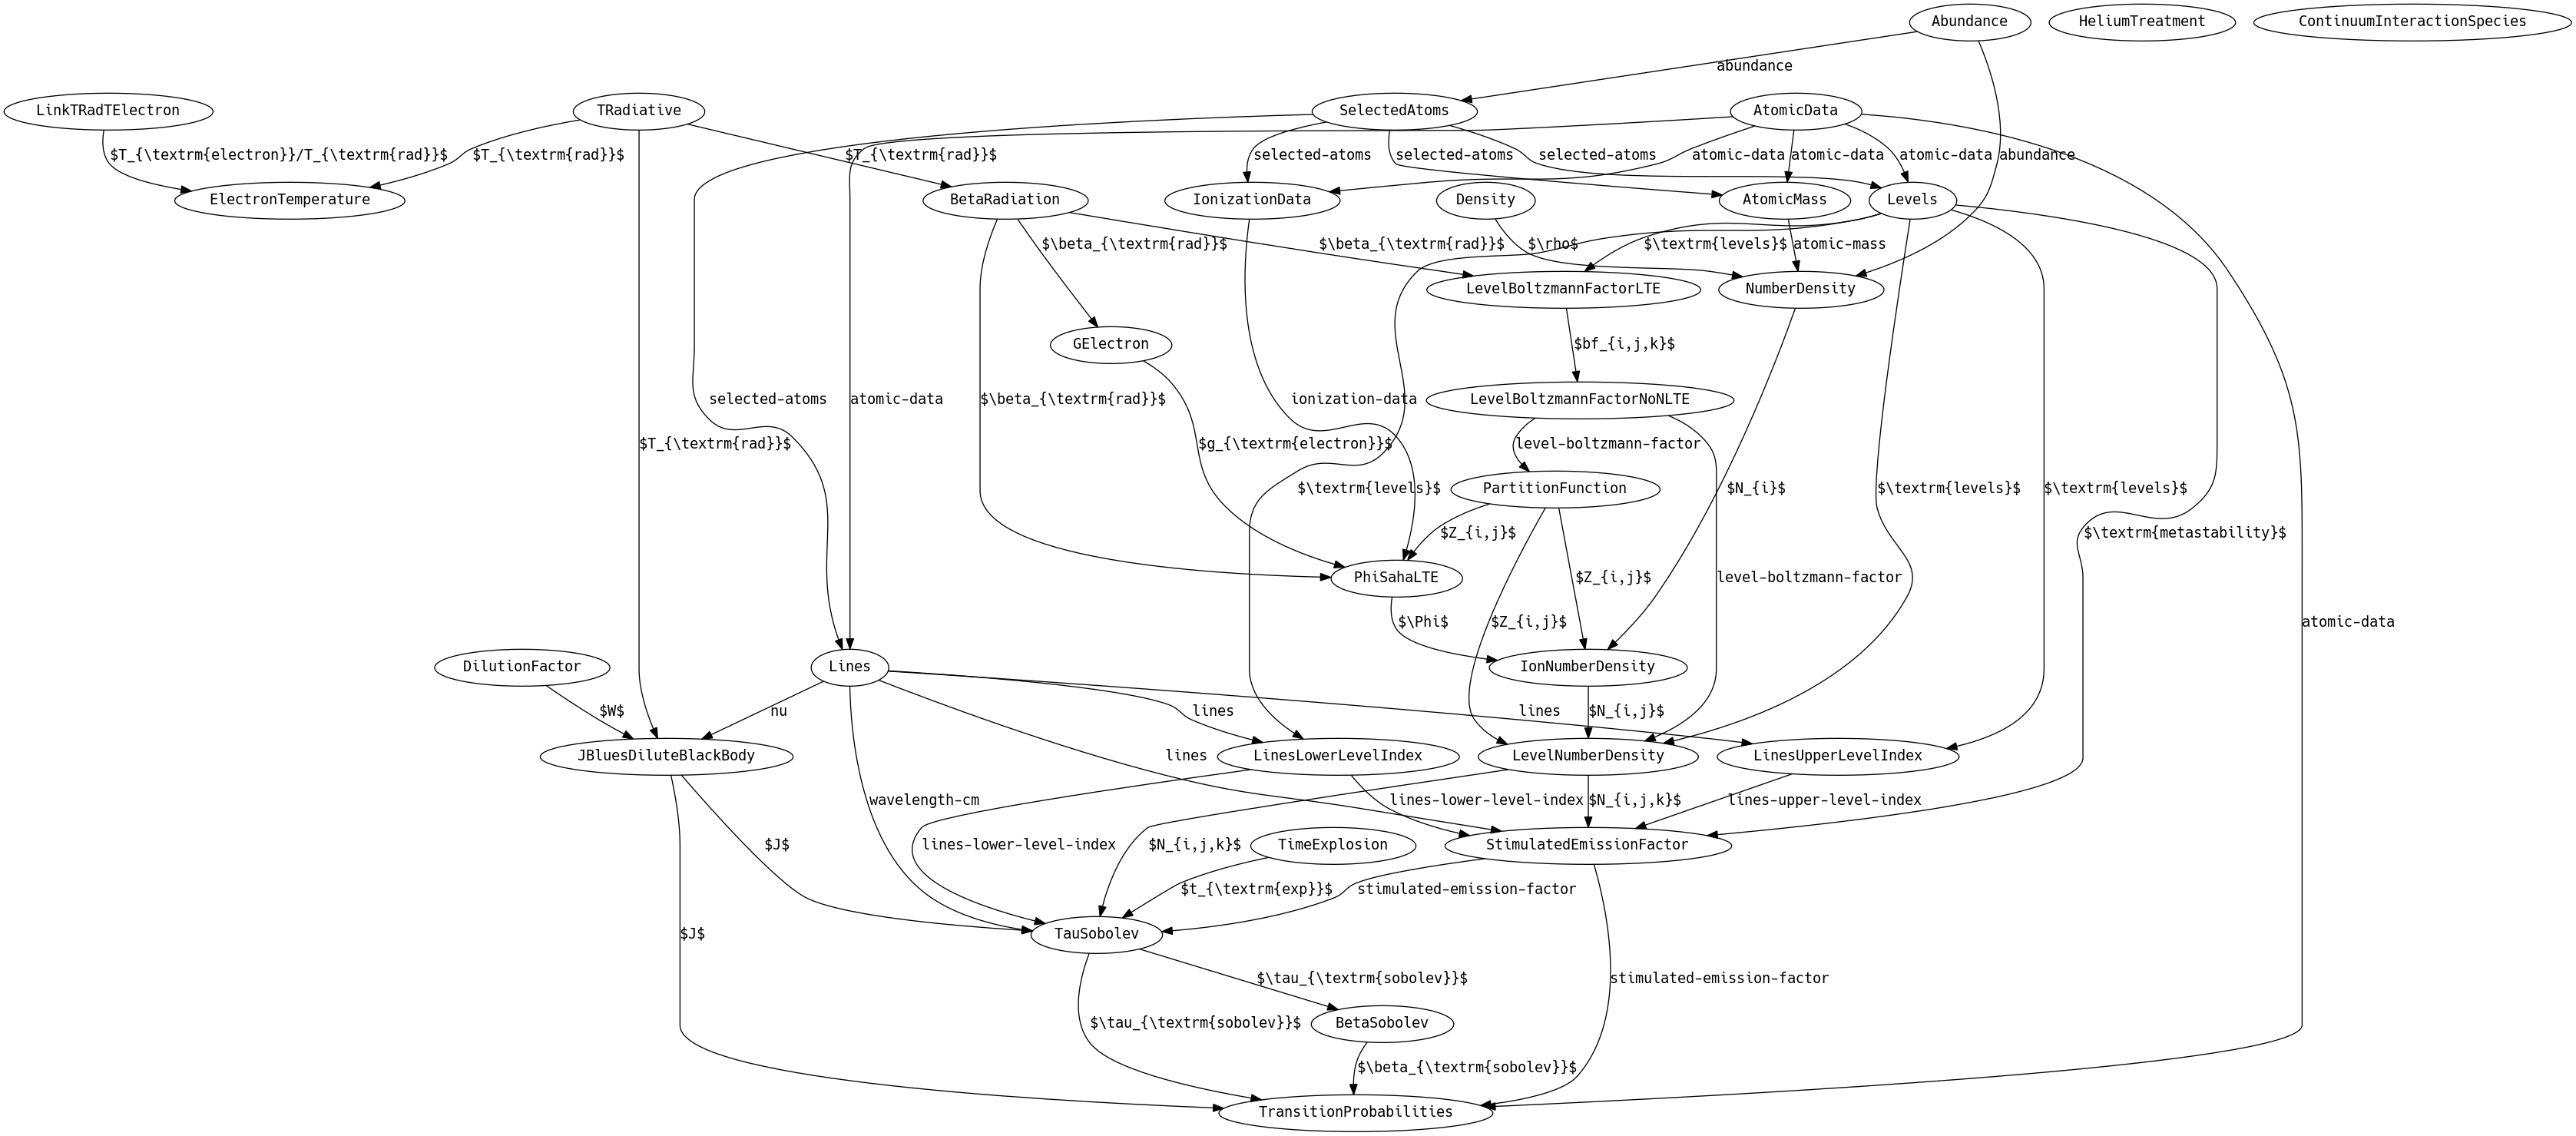 Abundance
HeliumTreatment
ContinuumInteractionSpecies
abundance
LinkTRadTElectron
TRadiative
SelectedAtoms
AtomicData
$T_{\textrm{electron}}/T_{\textrm{rad}}$
$T_{\textrm{rad}}$
$T_{\textrm{rad}}$
selected-atoms
selected-atoms
selected-atoms
atomic-data
atomic-data
atomic-data
abundance
ElectronTemperature
BetaRadiation
IonizationData
Density
AtomicMass
Levels
$\beta_{\textrm{rad}}$
$\beta_{\textrm{rad}}$
$\rho$
$\textrm{levels}$
atomic-mass
LevelBoltzmannFactorLTE
NumberDensity
GElectron
$bf_{i,j,k}$
selected-atoms
atomic-data
$\beta_{\textrm{rad}}$
ionization-data
LevelBoltzmannFactorNoNLTE
$T_{\textrm{rad}}$
$g_{\textrm{electron}}$
level-boltzmann-factor
$\textrm{levels}$
PartitionFunction
$N_{i}$
$\textrm{levels}$
$\textrm{levels}$
$Z_{i,j}$
$\textrm{metastability}$
PhiSahaLTE
$Z_{i,j}$
level-boltzmann-factor
$\Phi$
$Z_{i,j}$
atomic-data
DilutionFactor
Lines
IonNumberDensity
$W$
nu
lines
lines
$N_{i,j}$
JBluesDiluteBlackBody
lines
LinesLowerLevelIndex
LevelNumberDensity
LinesUpperLevelIndex
wavelength-cm
lines-lower-level-index
$N_{i,j,k}$
lines-upper-level-index
$J$
lines-lower-level-index
$N_{i,j,k}$
TimeExplosion
StimulatedEmissionFactor
$t_{\textrm{exp}}$
stimulated-emission-factor
$J$
TauSobolev
$\tau_{\textrm{sobolev}}$
stimulated-emission-factor
$\tau_{\textrm{sobolev}}$
BetaSobolev
$\beta_{\textrm{sobolev}}$
TransitionProbabilities